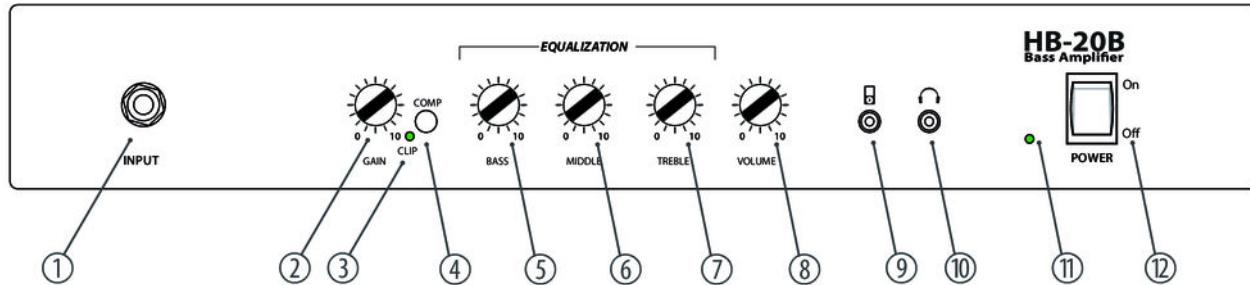 HB-20B
Bass Amplifier
EQUALIZATION
INPUT
0 10
GAIN
CLIP
COMP
0 10
BASS
0 10
MIDDLE
0 10
TREBLE
0 10
VOLUME
On
Off
POWER
1 2 3 4 5 6 7 8 9 10 11 12